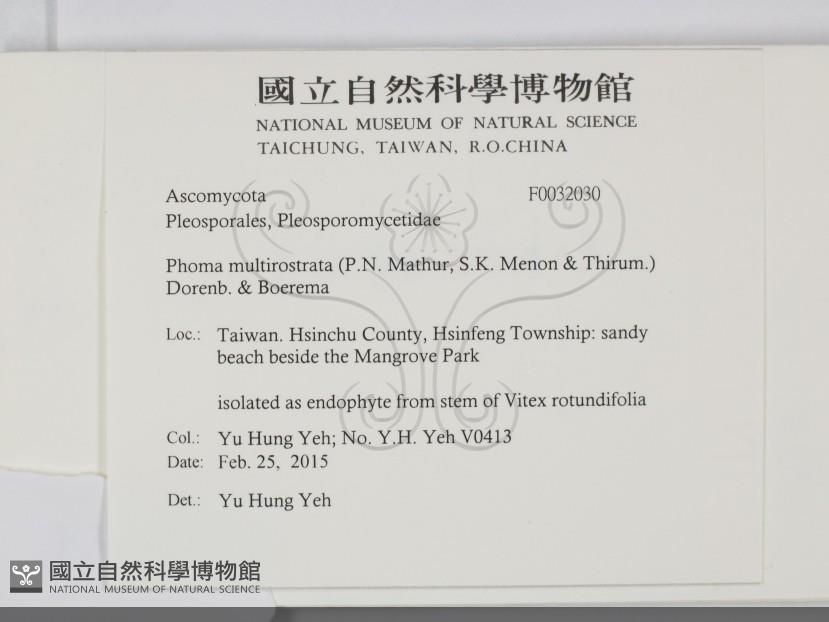 國立自然科學博物館
NATIONAL MUSEUM OF NATURAL SCIENCE
TAICHUNG, TAIWAN, R.O.CHINA
Ascomycota F0032030
Pleosporales, Pleosporomycetidae
Phoma multirostrata (P.N. Mathur, S.K. Menon & Thirum.)
Dorenb. & Boerema
Loc.: Taiwan. Hsinchu County, Hsinfeng Township: sandy
beach beside the Mangrove Park
isolated as endophyte from stem of Vitex rotundifolia
Col.: Yu Hung Yeh; No. Y.H. Yeh V0413
Date: Feb. 25, 2015
Det.: Yu Hung Yeh
國立自然科學博物館
NATIONAL MUSEUM OF NATURAL SCIENCE